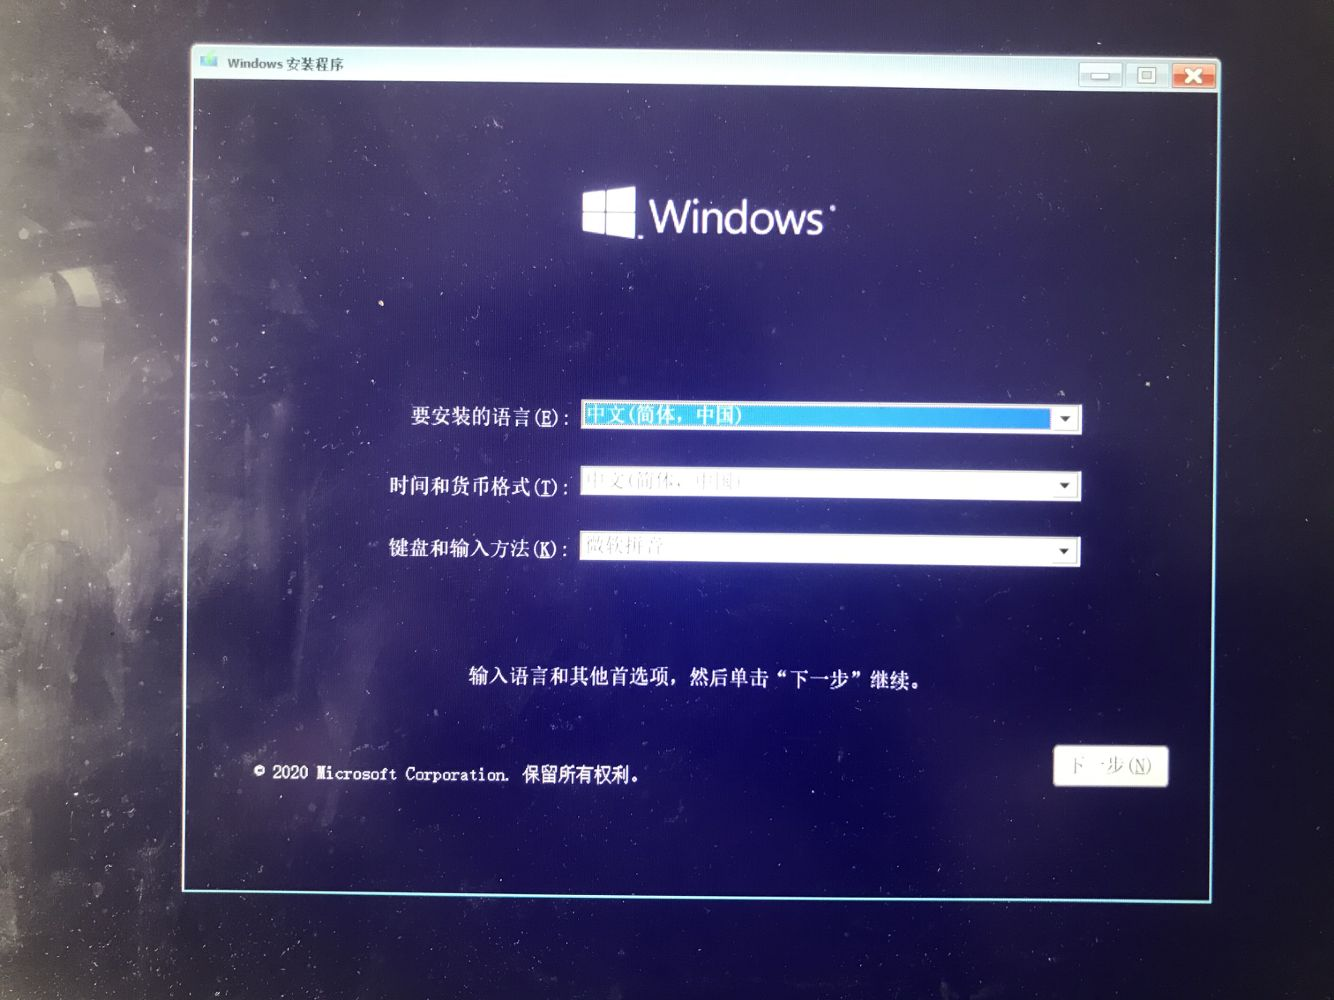 Windows 安装程序
Windows
要安装的语言(E): 中文(简体，中国)
时间和货币格式(T): 中文(简体，中国)
键盘和输入方法(K): 微软拼音
输入语言和其他首选项，然后单击“下一步”继续。
© 2020 Microsoft Corporation. 保留所有权利。
下一步(N)